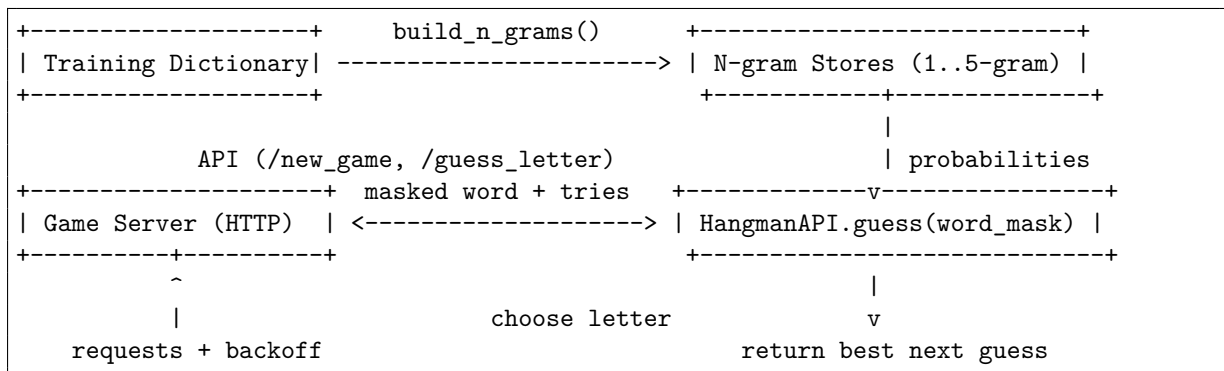 +--------------------+     build_n_grams()      +---------------------------+
| Training Dictionary| -----------------------> | N-gram Stores (1..5-gram) |
+--------------------+                           +------------+--------------+
                                                              |
             API (/new_game, /guess_letter)                   | probabilities
+---------------------+  masked word + tries   +-------------v----------------+
| Game Server (HTTP)  | <--------------------> | HangmanAPI.guess(word_mask) |
+----------+----------+                         +-----------------------------+
           ^                                                 |
           |                      choose letter              v
    requests + backoff                              return best next guess